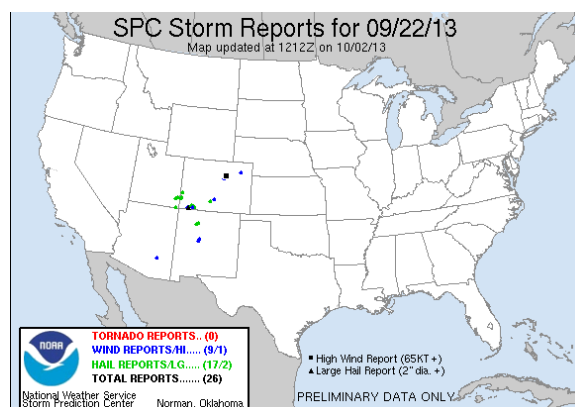 SPC Storm Reports for 09/22/13
Map updated at 1212Z on 10/02/13
NOAA
TORNADO REPORTS.. (0)
WIND REPORTS/HI..... (9/1)
HAIL REPORTS/LG..... (17/2)
TOTAL REPORTS....... (26)
National Weather Service
Storm Prediction Center Norman, Oklahoma
High Wind Report (65KT +)
Large Hail Report (2" dia. +)
PRELIMINARY DATA ONLY